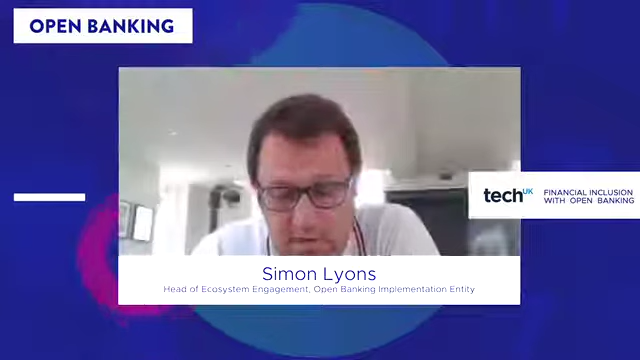 OPEN BANKING
techUK
FINANCIAL INCLUSION
WITH OPEN BANKING
Simon Lyons
Head of Ecosystem Engagement, Open Banking Implementation Entity